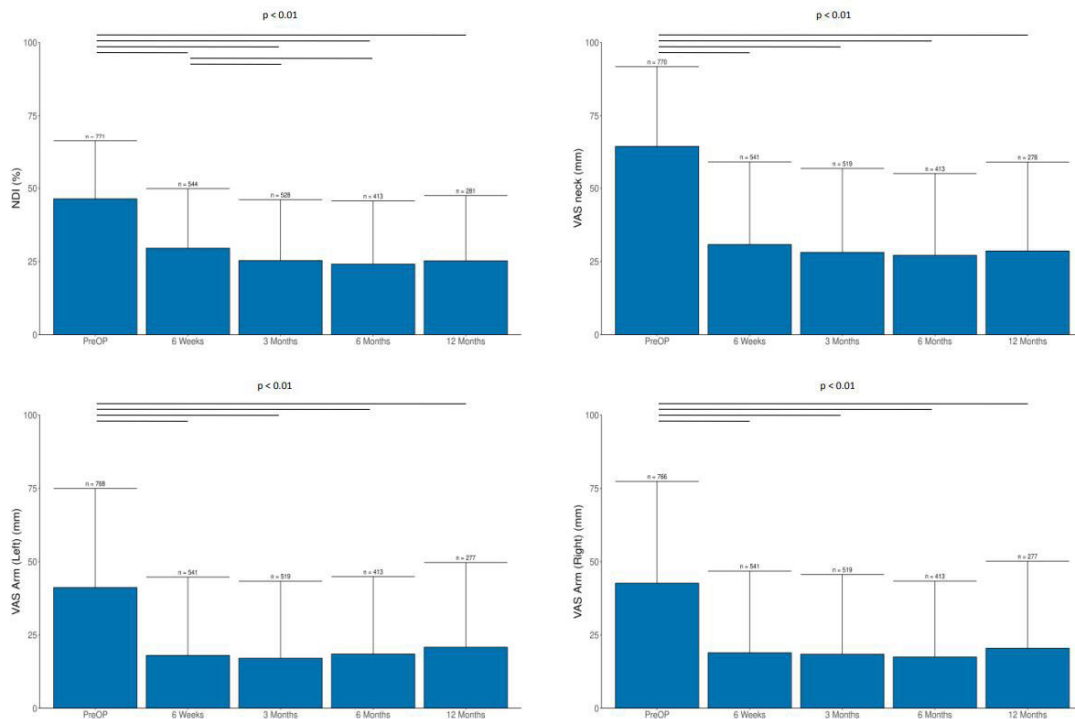 p < 0.01
100
75
50
25
0
NDI (%)
n = 771
n = 544
n = 528
n = 413
n = 281
PreOP
6 Weeks
3 Months
6 Months
12 Months
p < 0.01
100
75
50
25
0
VAS neck (mm)
n = 770
n = 541
n = 519
n = 413
n = 278
PreOP
6 Weeks
3 Months
6 Months
12 Months
p < 0.01
100
75
50
25
0
VAS Arm (Left) (mm)
n = 768
n = 541
n = 519
n = 413
n = 277
PreOP
6 Weeks
3 Months
6 Months
12 Months
p < 0.01
100
75
50
25
0
VAS Arm (Right) (mm)
n = 766
n = 541
n = 519
n = 413
n = 277
PreOP
6 Weeks
3 Months
6 Months
12 Months